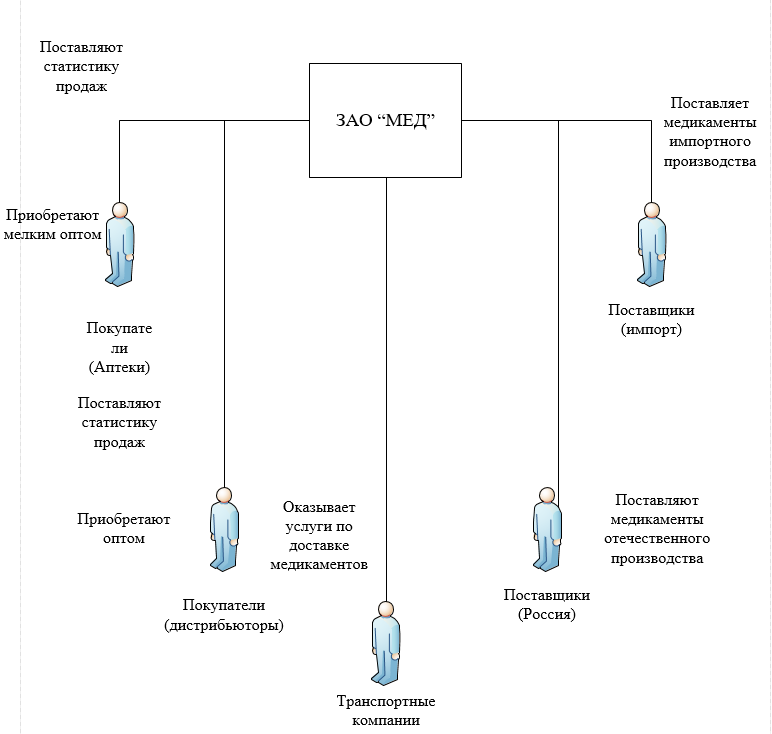 Поставляют
статистику
продаж
ЗАО “МЕД”
Поставляет
медикаменты
импортного
производства
Приобретают
мелким оптом
Покупате
ли
(Аптеки)
Поставщики
(импорт)
Поставляют
статистику
продаж
Приобретают
оптом
Покупатели
(дистрибьюторы)
Оказывает
услуги по
доставке
медикаментов
Транспортные
компании
Поставщики
(Россия)
Поставляют
медикаменты
отечественного
производства